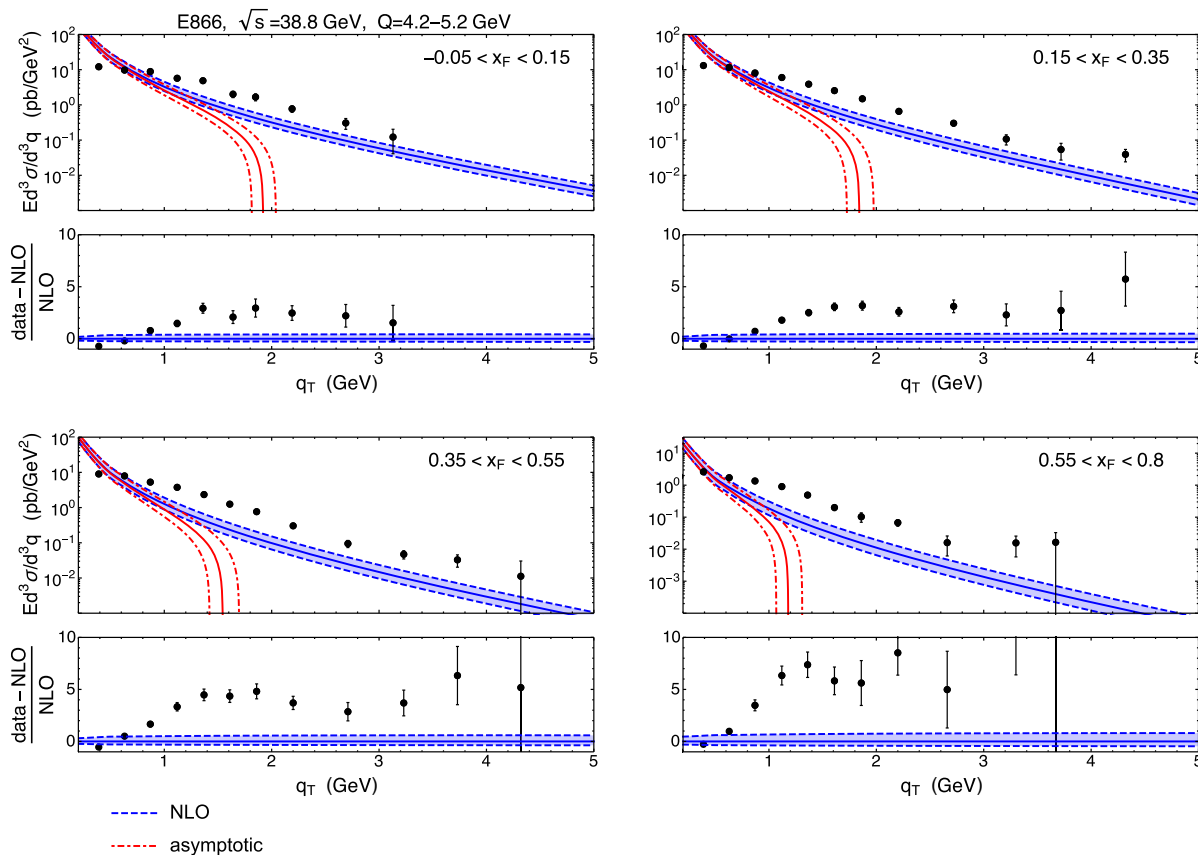 E866, √s =38.8 GeV, Q=4.2–5.2 GeV
Ed³σ/d³q (pb/GeV²)
10²
10¹
10⁰
10⁻¹
10⁻²
−0.05 < x_F < 0.15
data − NLO
NLO
10
5
0
1 2 3 4 5
q_T (GeV)
10²
10¹
10⁰
10⁻¹
10⁻²
0.15 < x_F < 0.35
10
5
0
1 2 3 4 5
q_T (GeV)
Ed³σ/d³q (pb/GeV²)
10²
10¹
10⁰
10⁻¹
10⁻²
0.35 < x_F < 0.55
data − NLO
NLO
10
5
0
1 2 3 4 5
q_T (GeV)
10²
10¹
10⁰
10⁻¹
10⁻²
10⁻³
0.55 < x_F < 0.8
10
5
0
1 2 3 4 5
q_T (GeV)
NLO
asymptotic